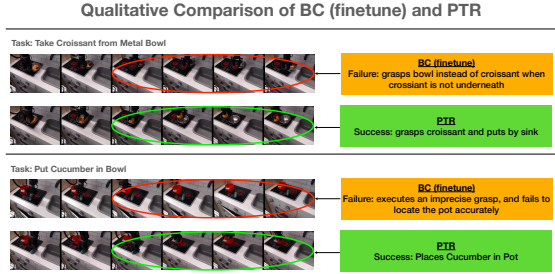 Qualitative Comparison of BC (finetune) and PTR
Task: Take Croissant from Metal Bowl
BC (finetune)
Failure: grasps bowl instead of croissant when
crossiant is not underneath
PTR
Success: grasps croissant and puts by sink
Task: Put Cucumber in Bowl
BC (finetune)
Failure: executes an imprecise grasp, and fails to
locate the pot accurately
PTR
Success: Places Cucumber in Pot